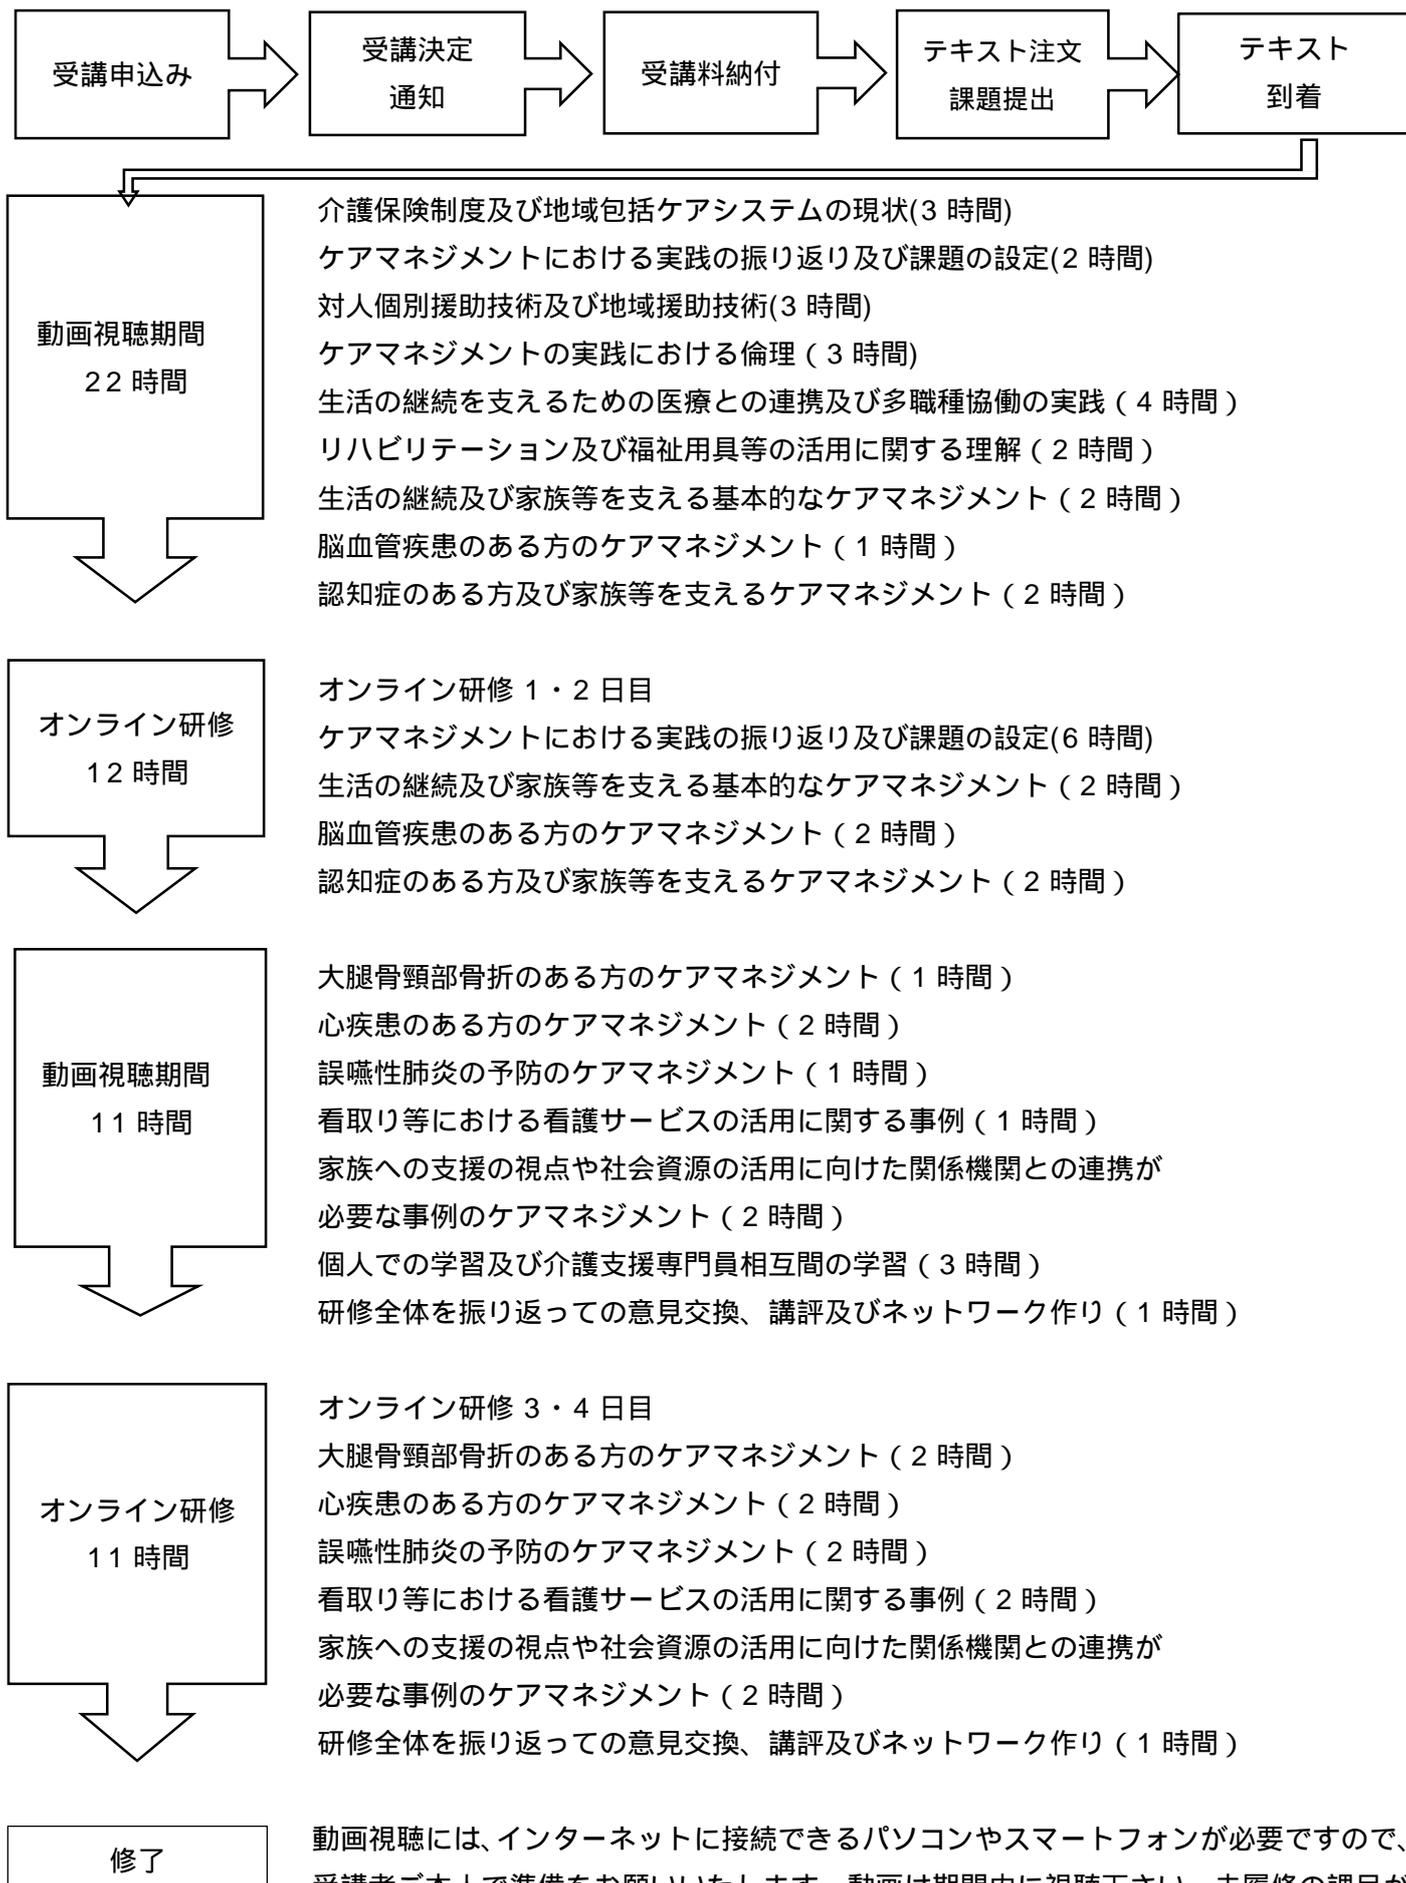 受講申込み
受講決定
通知
受講料納付
テキスト注文
課題提出
テキスト
到着
動画視聴期間
22 時間
介護保険制度及び地域包括ケアシステムの現状(3 時間)
ケアマネジメントにおける実践の振り返り及び課題の設定(2 時間)
対人個別援助技術及び地域援助技術(3 時間)
ケアマネジメントの実践における倫理（3 時間)
生活の継続を支えるための医療との連携及び多職種協働の実践（4 時間）
リハビリテーション及び福祉用具等の活用に関する理解（2 時間）
生活の継続及び家族等を支える基本的なケアマネジメント（2 時間）
脳血管疾患のある方のケアマネジメント（1 時間）
認知症のある方及び家族等を支えるケアマネジメント（2 時間）
オンライン研修
12 時間
オンライン研修 1・2 日目
ケアマネジメントにおける実践の振り返り及び課題の設定(6 時間)
生活の継続及び家族等を支える基本的なケアマネジメント（2 時間）
脳血管疾患のある方のケアマネジメント（2 時間）
認知症のある方及び家族等を支えるケアマネジメント（2 時間）
動画視聴期間
11 時間
大腿骨頸部骨折のある方のケアマネジメント（1 時間）
心疾患のある方のケアマネジメント（2 時間）
誤嚥性肺炎の予防のケアマネジメント（1 時間）
看取り等における看護サービスの活用に関する事例（1 時間）
家族への支援の視点や社会資源の活用に向けた関係機関との連携が
必要な事例のケアマネジメント（2 時間）
個人での学習及び介護支援専門員相互間の学習（3 時間）
研修全体を振り返っての意見交換、講評及びネットワーク作り（1 時間）
オンライン研修
11 時間
オンライン研修 3・4 日目
大腿骨頸部骨折のある方のケアマネジメント（2 時間）
心疾患のある方のケアマネジメント（2 時間）
誤嚥性肺炎の予防のケアマネジメント（2 時間）
看取り等における看護サービスの活用に関する事例（2 時間）
家族への支援の視点や社会資源の活用に向けた関係機関との連携が
必要な事例のケアマネジメント（2 時間）
研修全体を振り返っての意見交換、講評及びネットワーク作り（1 時間）
修了
動画視聴には、インターネットに接続できるパソコンやスマートフォンが必要ですので、
受講者ご本人で準備をお願いいたします。動画は期間内に視聴下さい。未履修の課目が